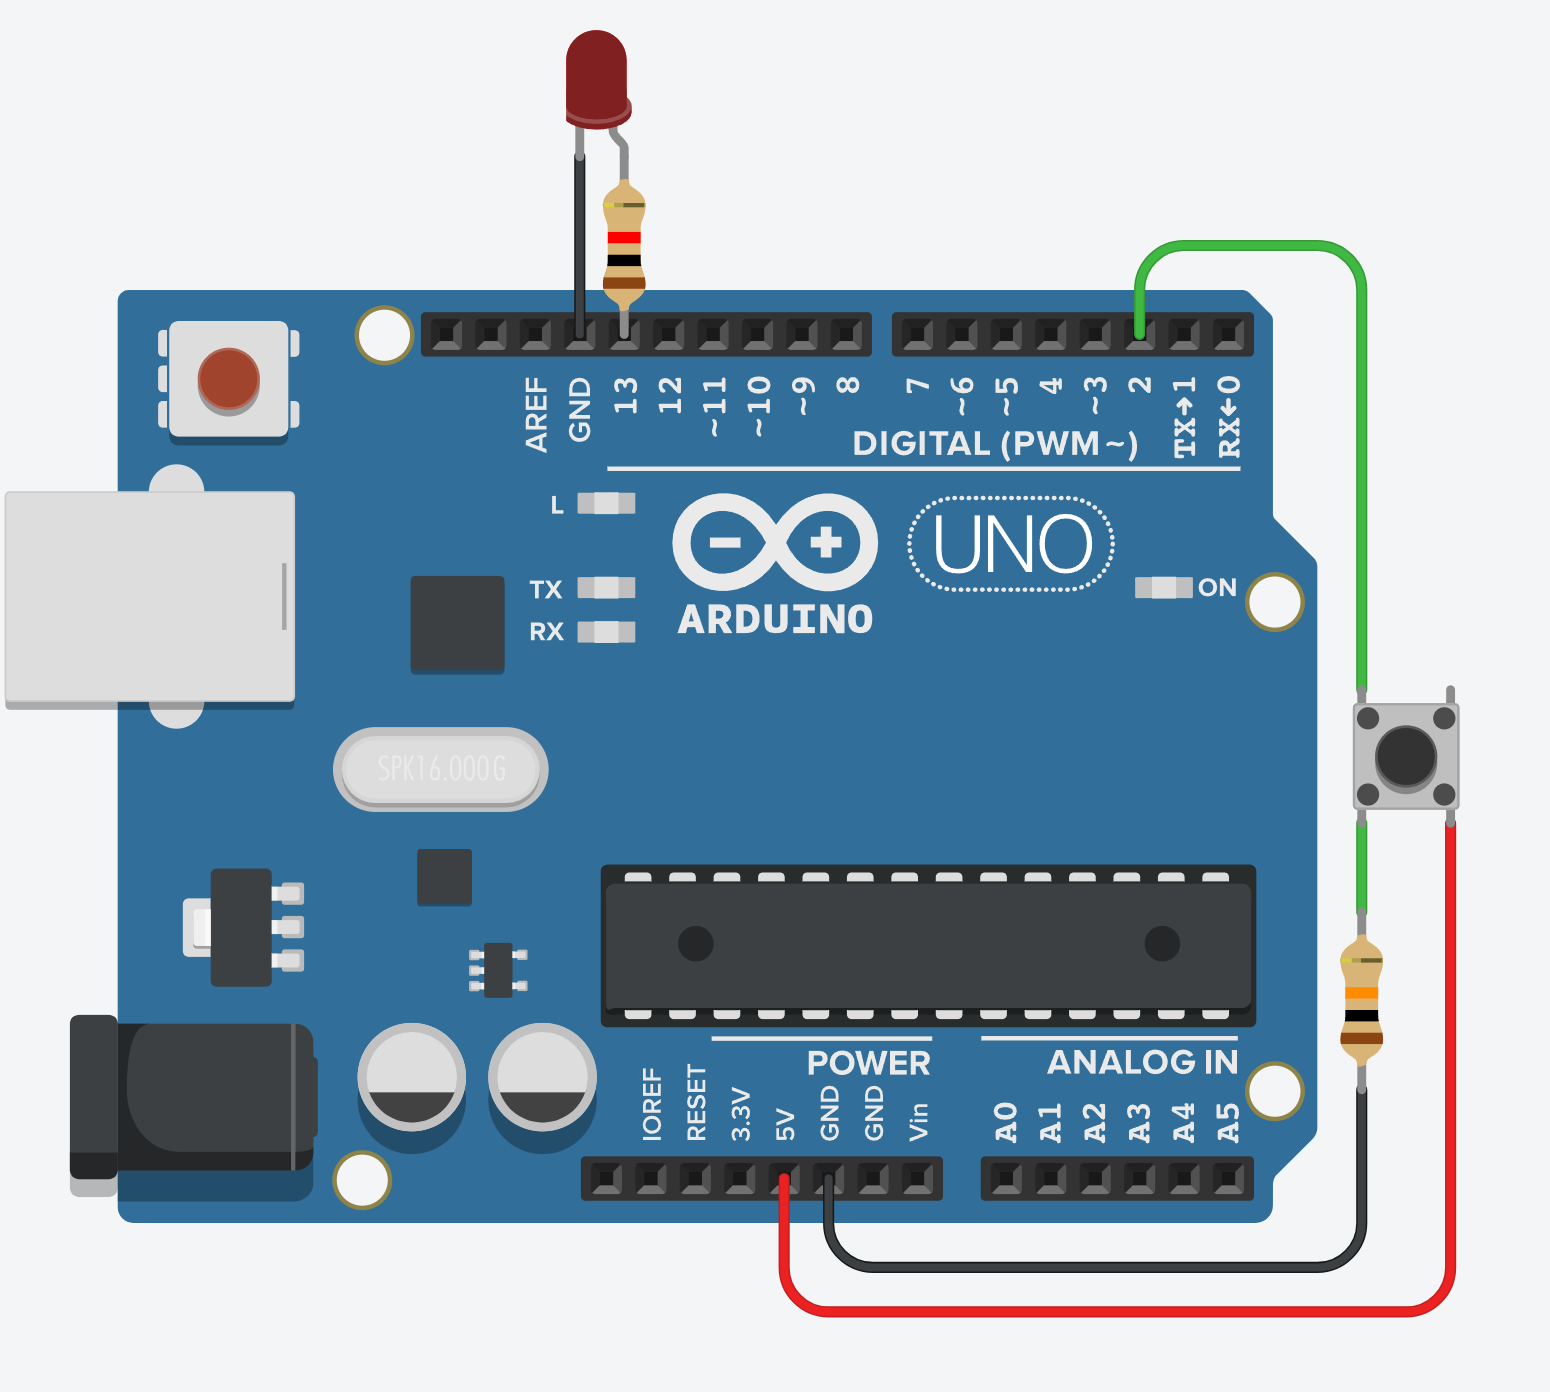 AREF
GND
13
12
~11
~10
~9
8
7
~6
~5
4
~3
2
TX→1
RX←0
DIGITAL (PWM~)
L
TX
RX
ARDUINO
UNO
ON
SPK16.000G
POWER
ANALOG IN
IOREF
RESET
3.3V
5V
GND
GND
Vin
A0
A1
A2
A3
A4
A5